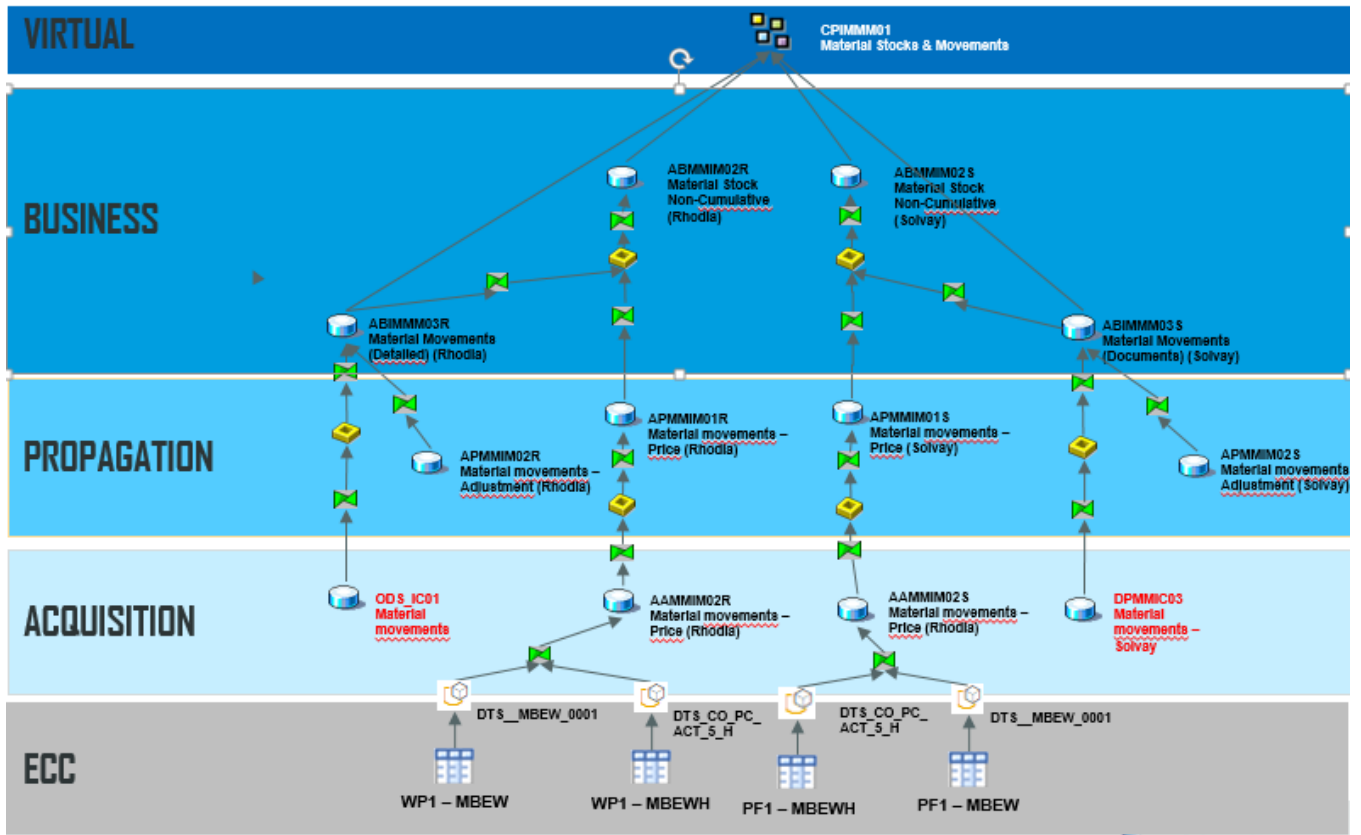 VIRTUAL
CPIMMM01
Material Stocks & Movements
BUSINESS
ABMMIM02R
Material Stock
Non-Cumulative
(Rhodia)
ABMMIM02S
Material Stock
Non-Cumulative
(Solvay)
ABIMMM03R
Material Movements
(Detailed) (Rhodia)
ABIMMM03S
Material Movements
(Documents) (Solvay)
PROPAGATION
APMMIM02R
Material movements –
Adjustment (Rhodia)
APMMIM01R
Material movements –
Price (Rhodia)
APMMIM01S
Material movements –
Price (Solvay)
APMMIM02S
Material movements
Adjustment (Solvay)
ACQUISITION
ODS_IC01
Material
movements
AAMMIM02R
Material movements –
Price (Rhodia)
AAMMIM02S
Material movements –
Price (Rhodia)
DPMMIC03
Material
movements –
Solvay
DTS__MBEW_0001
DTS_CO_PC_
ACT_5_H
DTS_CO_PC_
ACT_5_H
DTS__MBEW_0001
ECC
WP1 – MBEW
WP1 – MBEWH
PF1 – MBEWH
PF1 – MBEW